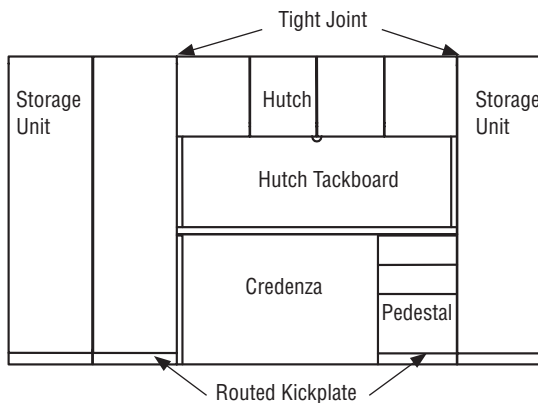 Tight Joint
Storage
Unit
Hutch
Storage
Unit
Hutch Tackboard
Credenza
Pedestal
Routed Kickplate